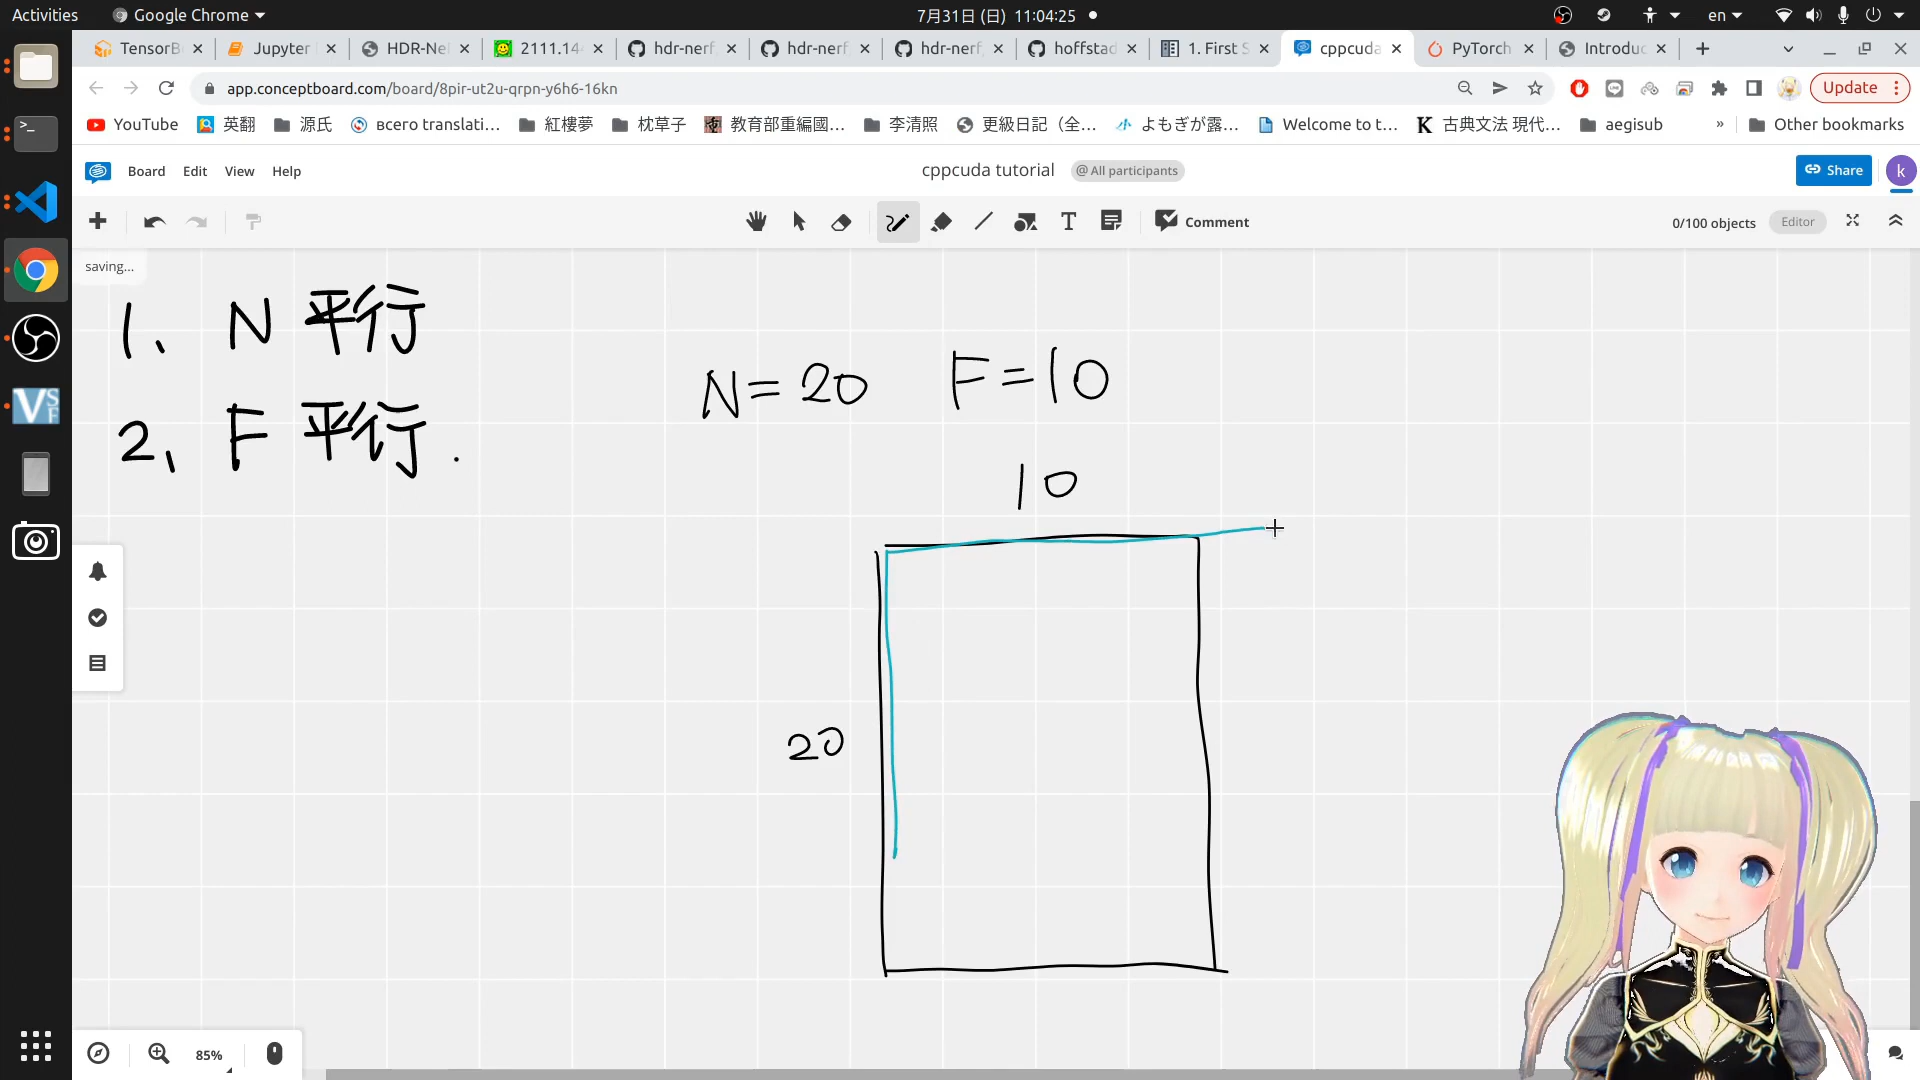 Activities
Google Chrome
7月31日 (日) 11:04:25
en
TensorB
Jupyter
HDR-Ne
2111.14
hdr-nerf
hdr-nerf
hdr-nerf
hoffstad
1. First S
cppcuda
PyTorch
Introduc
app.conceptboard.com/board/8pir-ut2u-qrpn-y6h6-16kn
Update
YouTube
英翻
源氏
всего translati...
紅樓夢
枕草子
教育部重編國...
李清照
更級日記（全...
よもぎが露...
Welcome to t...
古典文法 現代...
aegisub
»
Other bookmarks
Board
Edit
View
Help
cppcuda tutorial
@ All participants
Share
k
T
Comment
0/100 objects
Editor
saving...
1、 N 平行
2、 F 平行.
N=20 F=10
10
20
85%